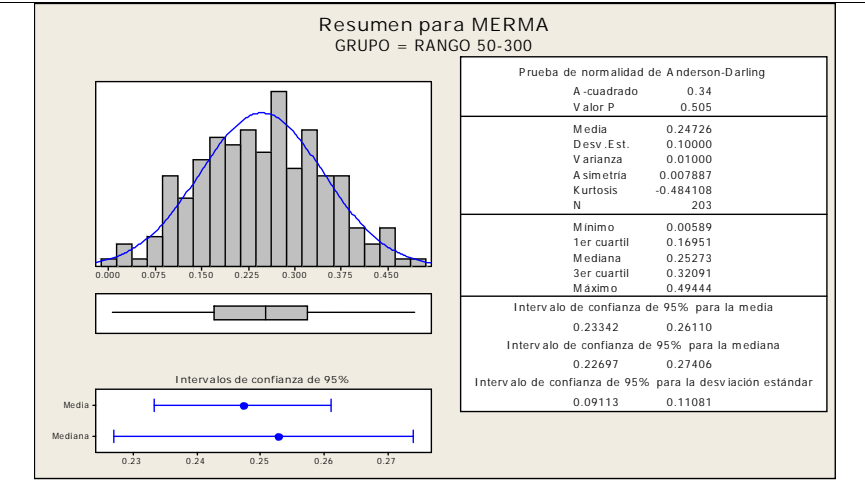 Resumen para MERMA
GRUPO = RANGO 50-300
0.000 0.075 0.150 0.225 0.300 0.375 0.450
Intervalos de confianza de 95%
Media
Mediana
0.23 0.24 0.25 0.26 0.27
Prueba de normalidad de Anderson-Darling
A-cuadrado 0.34
Valor P 0.505
Media 0.24726
Desv.Est. 0.10000
Varianza 0.01000
Asimetría 0.007887
Kurtosis -0.484108
N 203
Mínimo 0.00589
1er cuartil 0.16951
Mediana 0.25273
3er cuartil 0.32091
Máximo 0.49444
Intervalo de confianza de 95% para la media
0.23342 0.26110
Intervalo de confianza de 95% para la mediana
0.22697 0.27406
Intervalo de confianza de 95% para la desviación estándar
0.09113 0.11081